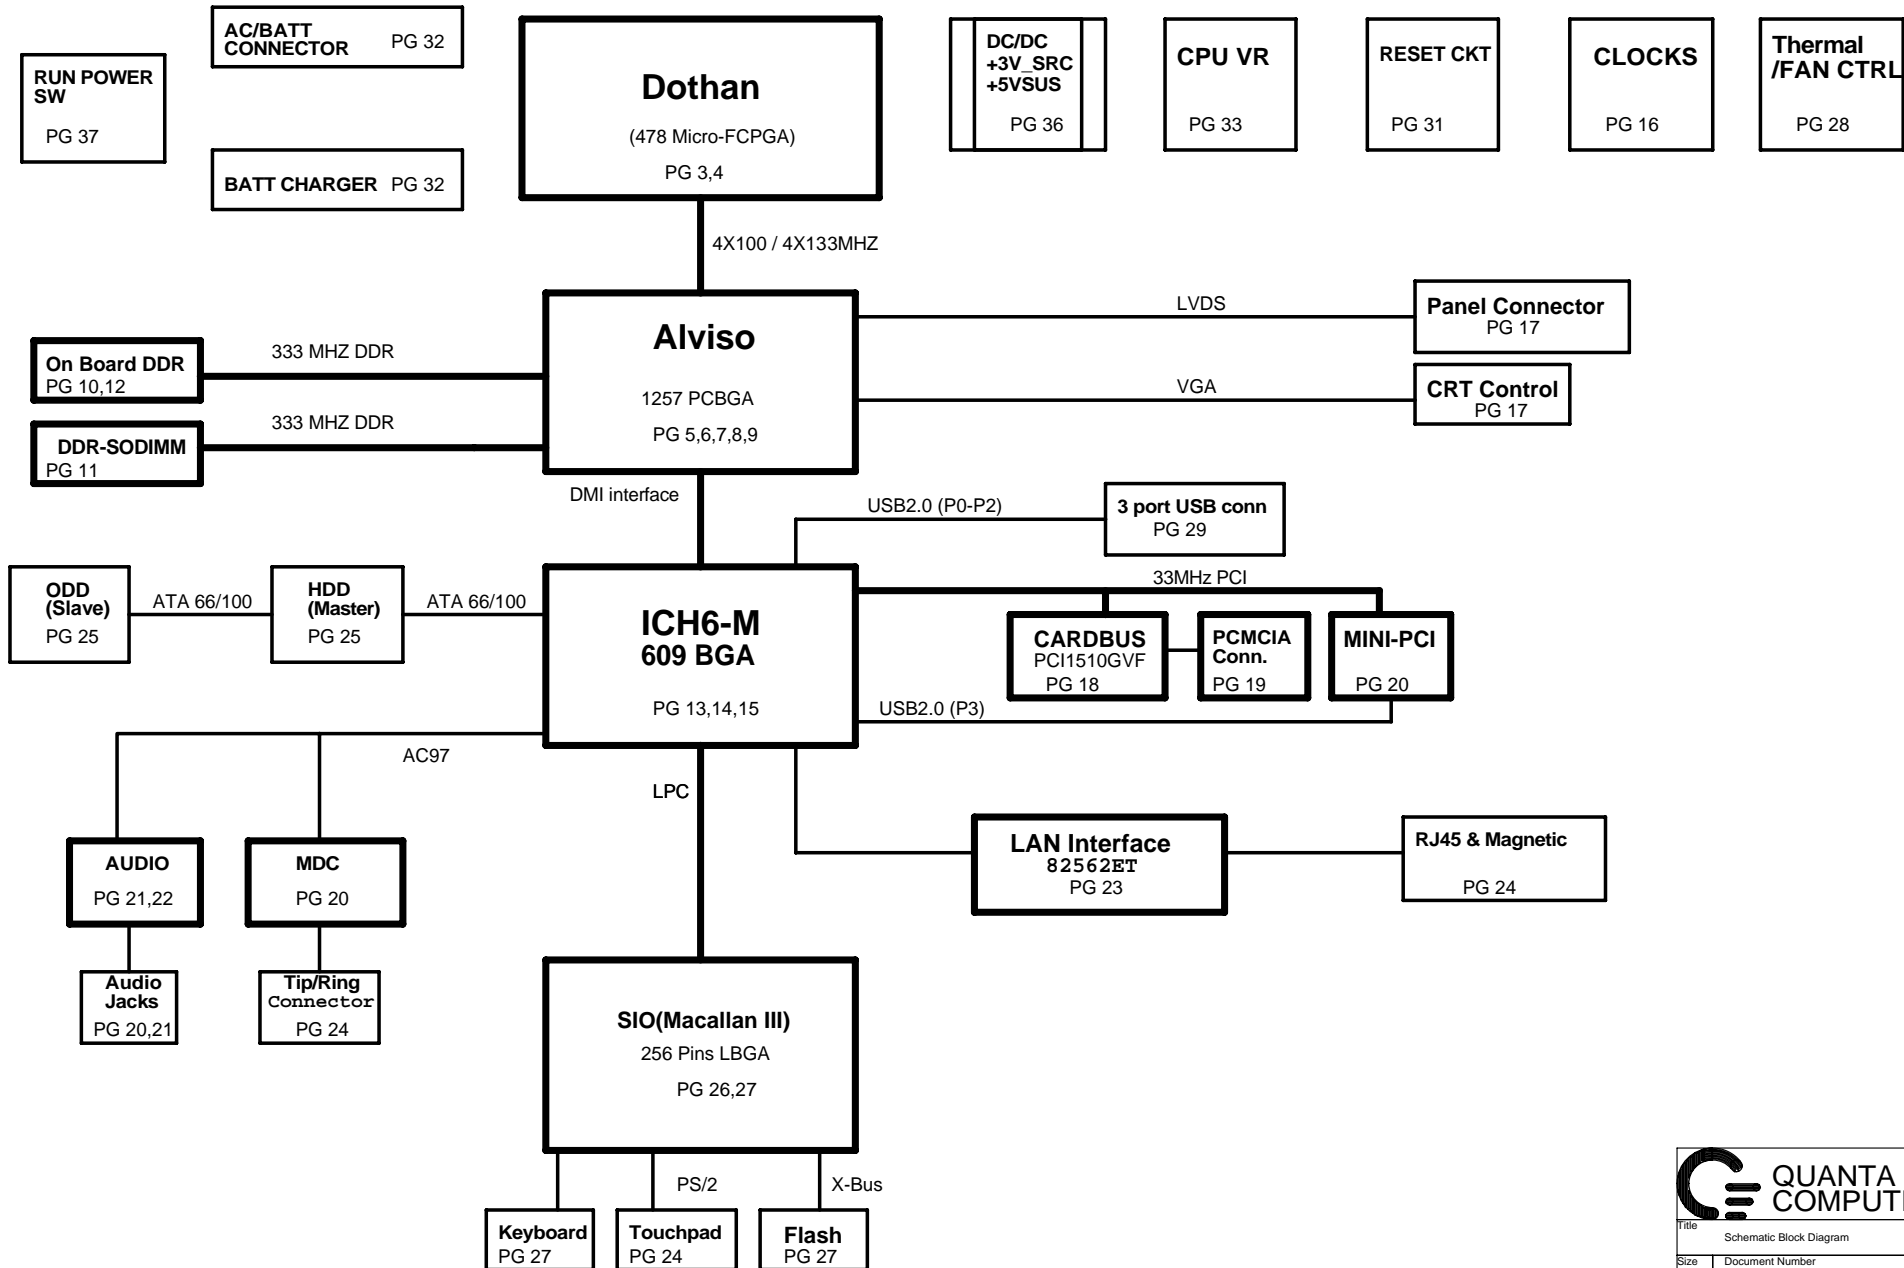 AC/BATT
CONNECTOR PG 32
RUN POWER
SW
PG 37
BATT CHARGER PG 32
Dothan
(478 Micro-FCPGA)
PG 3,4
DC/DC
+3V_SRC
+5VSUS
PG 36
CPU VR
PG 33
RESET CKT
PG 31
CLOCKS
PG 16
Thermal
/FAN CTRL
PG 28
4X100 / 4X133MHZ
Alviso
1257 PCBGA
PG 5,6,7,8,9
LVDS
Panel Connector
PG 17
VGA
CRT Control
PG 17
On Board DDR
PG 10,12
333 MHZ DDR
DDR-SODIMM
PG 11
333 MHZ DDR
DMI interface
USB2.0 (P0-P2)
3 port USB conn
PG 29
ODD
(Slave)
PG 25
ATA 66/100
HDD
(Master)
PG 25
ATA 66/100
ICH6-M
609 BGA
PG 13,14,15
33MHz PCI
CARDBUS
PCI1510GVF
PG 18
PCMCIA
Conn.
PG 19
MINI-PCI
PG 20
USB2.0 (P3)
AC97
LPC
AUDIO
PG 21,22
MDC
PG 20
LAN Interface
82562ET
PG 23
RJ45 & Magnetic
PG 24
Audio
Jacks
PG 20,21
Tip/Ring
Connector
PG 24
SIO(Macallan III)
256 Pins LBGA
PG 26,27
PS/2
X-Bus
Keyboard
PG 27
Touchpad
PG 24
Flash
PG 27
QUANTA
Title
Schematic Block Diagram
Size Document Number